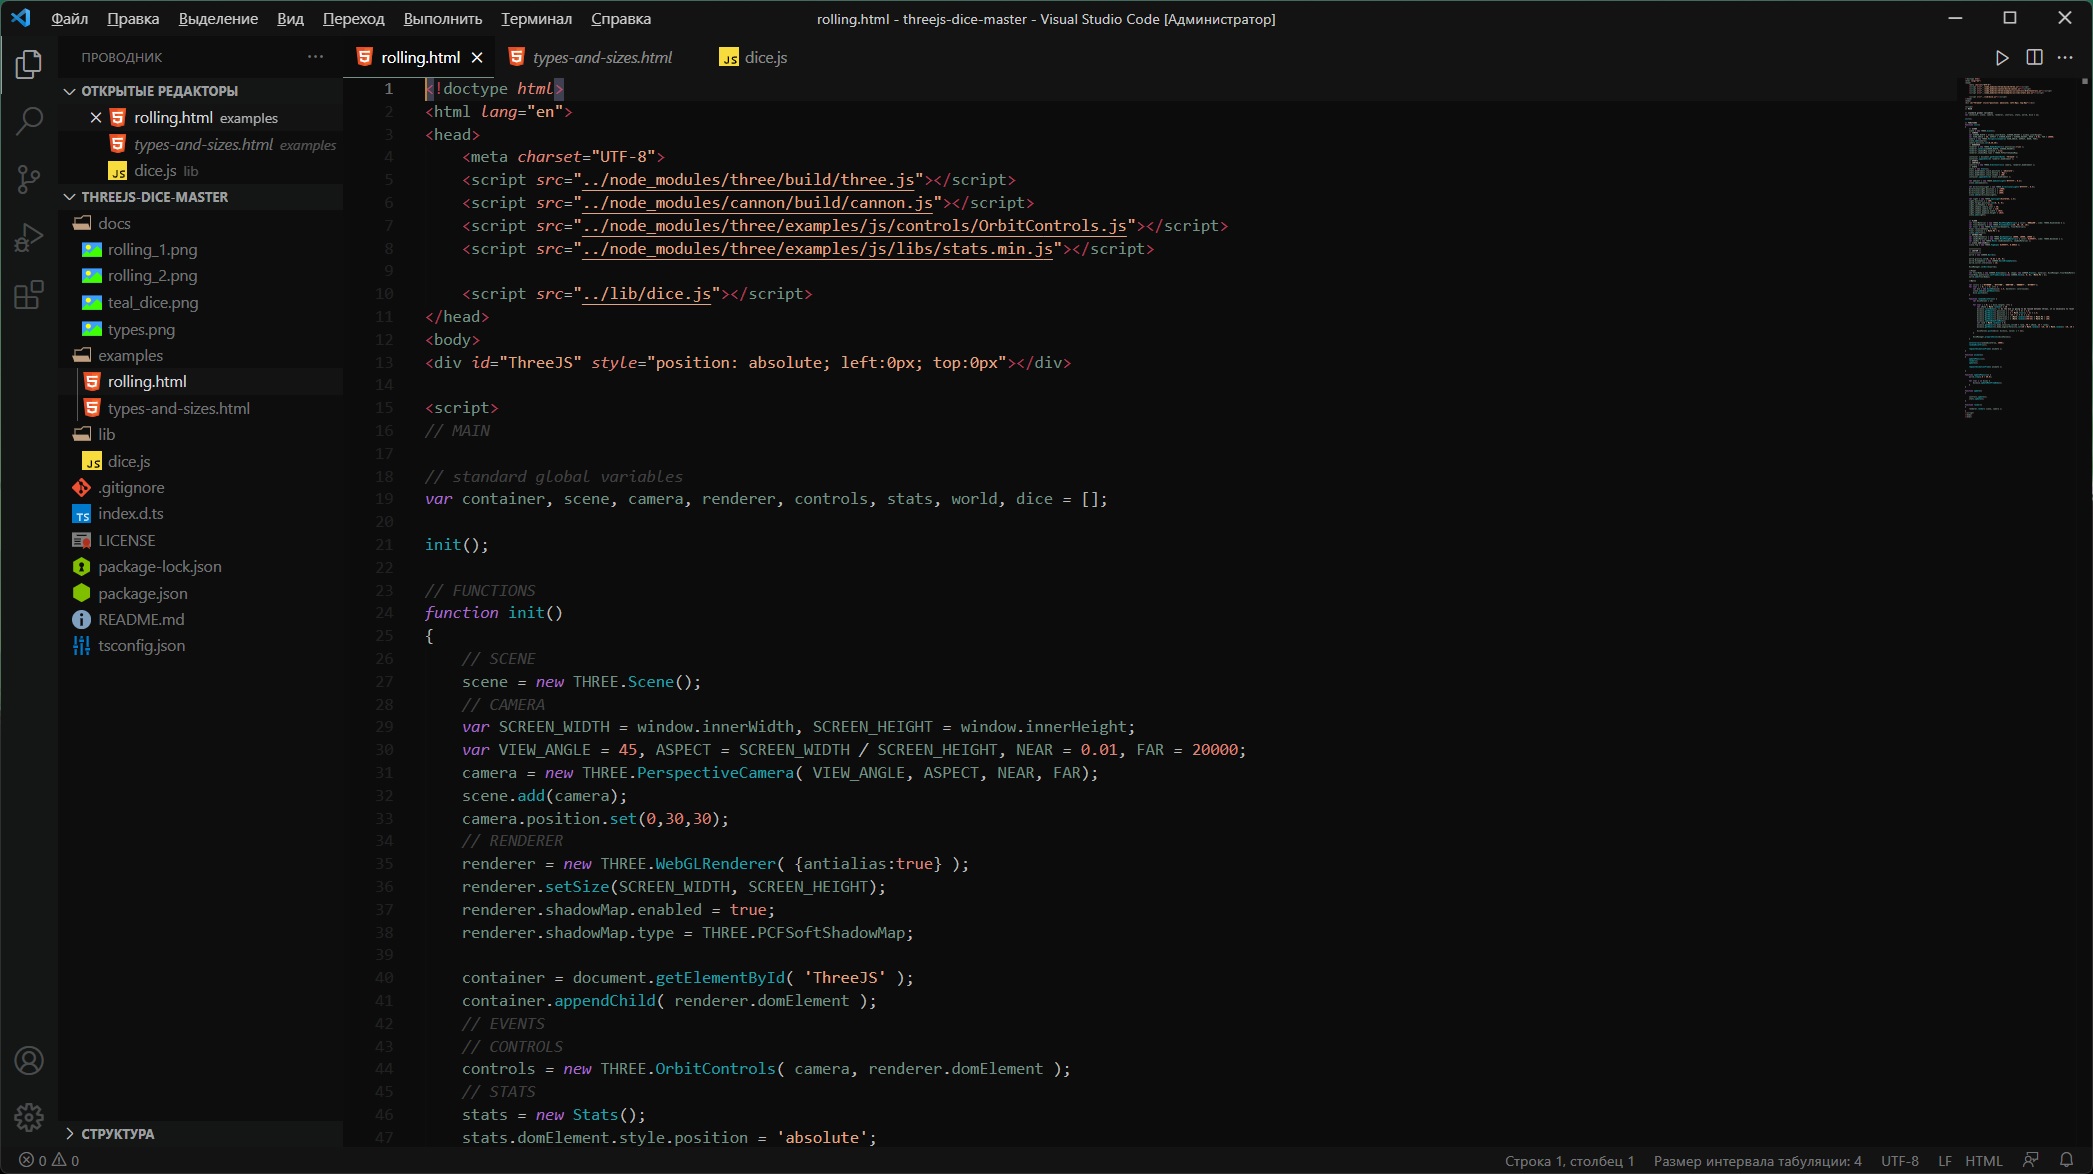 Файл Правка Выделение Вид Переход Выполнить Терминал Справка
rolling.html - threejs-dice-master - Visual Studio Code [Администратор]
ПРОВОДНИК
rolling.html types-and-sizes.html JS dice.js
ОТКРЫТЫЕ РЕДАКТОРЫ
rolling.html examples
types-and-sizes.html examples
JS dice.js lib
THREEJS-DICE-MASTER
docs
rolling_1.png
rolling_2.png
teal_dice.png
types.png
examples
rolling.html
types-and-sizes.html
lib
JS dice.js
.gitignore
TS index.d.ts
LICENSE
package-lock.json
package.json
README.md
tsconfig.json
СТРУКТУРА
1 <!doctype html>
2 <html lang="en">
3 <head>
4 <meta charset="UTF-8">
5 <script src="../node_modules/three/build/three.js"></script>
6 <script src="../node_modules/cannon/build/cannon.js"></script>
7 <script src="../node_modules/three/examples/js/controls/OrbitControls.js"></script>
8 <script src="../node_modules/three/examples/js/libs/stats.min.js"></script>
9
10 <script src="../lib/dice.js"></script>
11 </head>
12 <body>
13 <div id="ThreeJS" style="position: absolute; left:0px; top:0px"></div>
14
15 <script>
16 // MAIN
17
18 // standard global variables
19 var container, scene, camera, renderer, controls, stats, world, dice = [];
20
21 init();
22
23 // FUNCTIONS
24 function init()
25 {
26 // SCENE
27 scene = new THREE.Scene();
28 // CAMERA
29 var SCREEN_WIDTH = window.innerWidth, SCREEN_HEIGHT = window.innerHeight;
30 var VIEW_ANGLE = 45, ASPECT = SCREEN_WIDTH / SCREEN_HEIGHT, NEAR = 0.01, FAR = 20000;
31 camera = new THREE.PerspectiveCamera( VIEW_ANGLE, ASPECT, NEAR, FAR);
32 scene.add(camera);
33 camera.position.set(0,30,30);
34 // RENDERER
35 renderer = new THREE.WebGLRenderer( {antialias:true} );
36 renderer.setSize(SCREEN_WIDTH, SCREEN_HEIGHT);
37 renderer.shadowMap.enabled = true;
38 renderer.shadowMap.type = THREE.PCFSoftShadowMap;
39
40 container = document.getElementById( 'ThreeJS' );
41 container.appendChild( renderer.domElement );
42 // EVENTS
43 // CONTROLS
44 controls = new THREE.OrbitControls( camera, renderer.domElement );
45 // STATS
46 stats = new Stats();
47 stats.domElement.style.position = 'absolute';
0 0
Строка 1, столбец 1 Размер интервала табуляции: 4 UTF-8 LF HTML